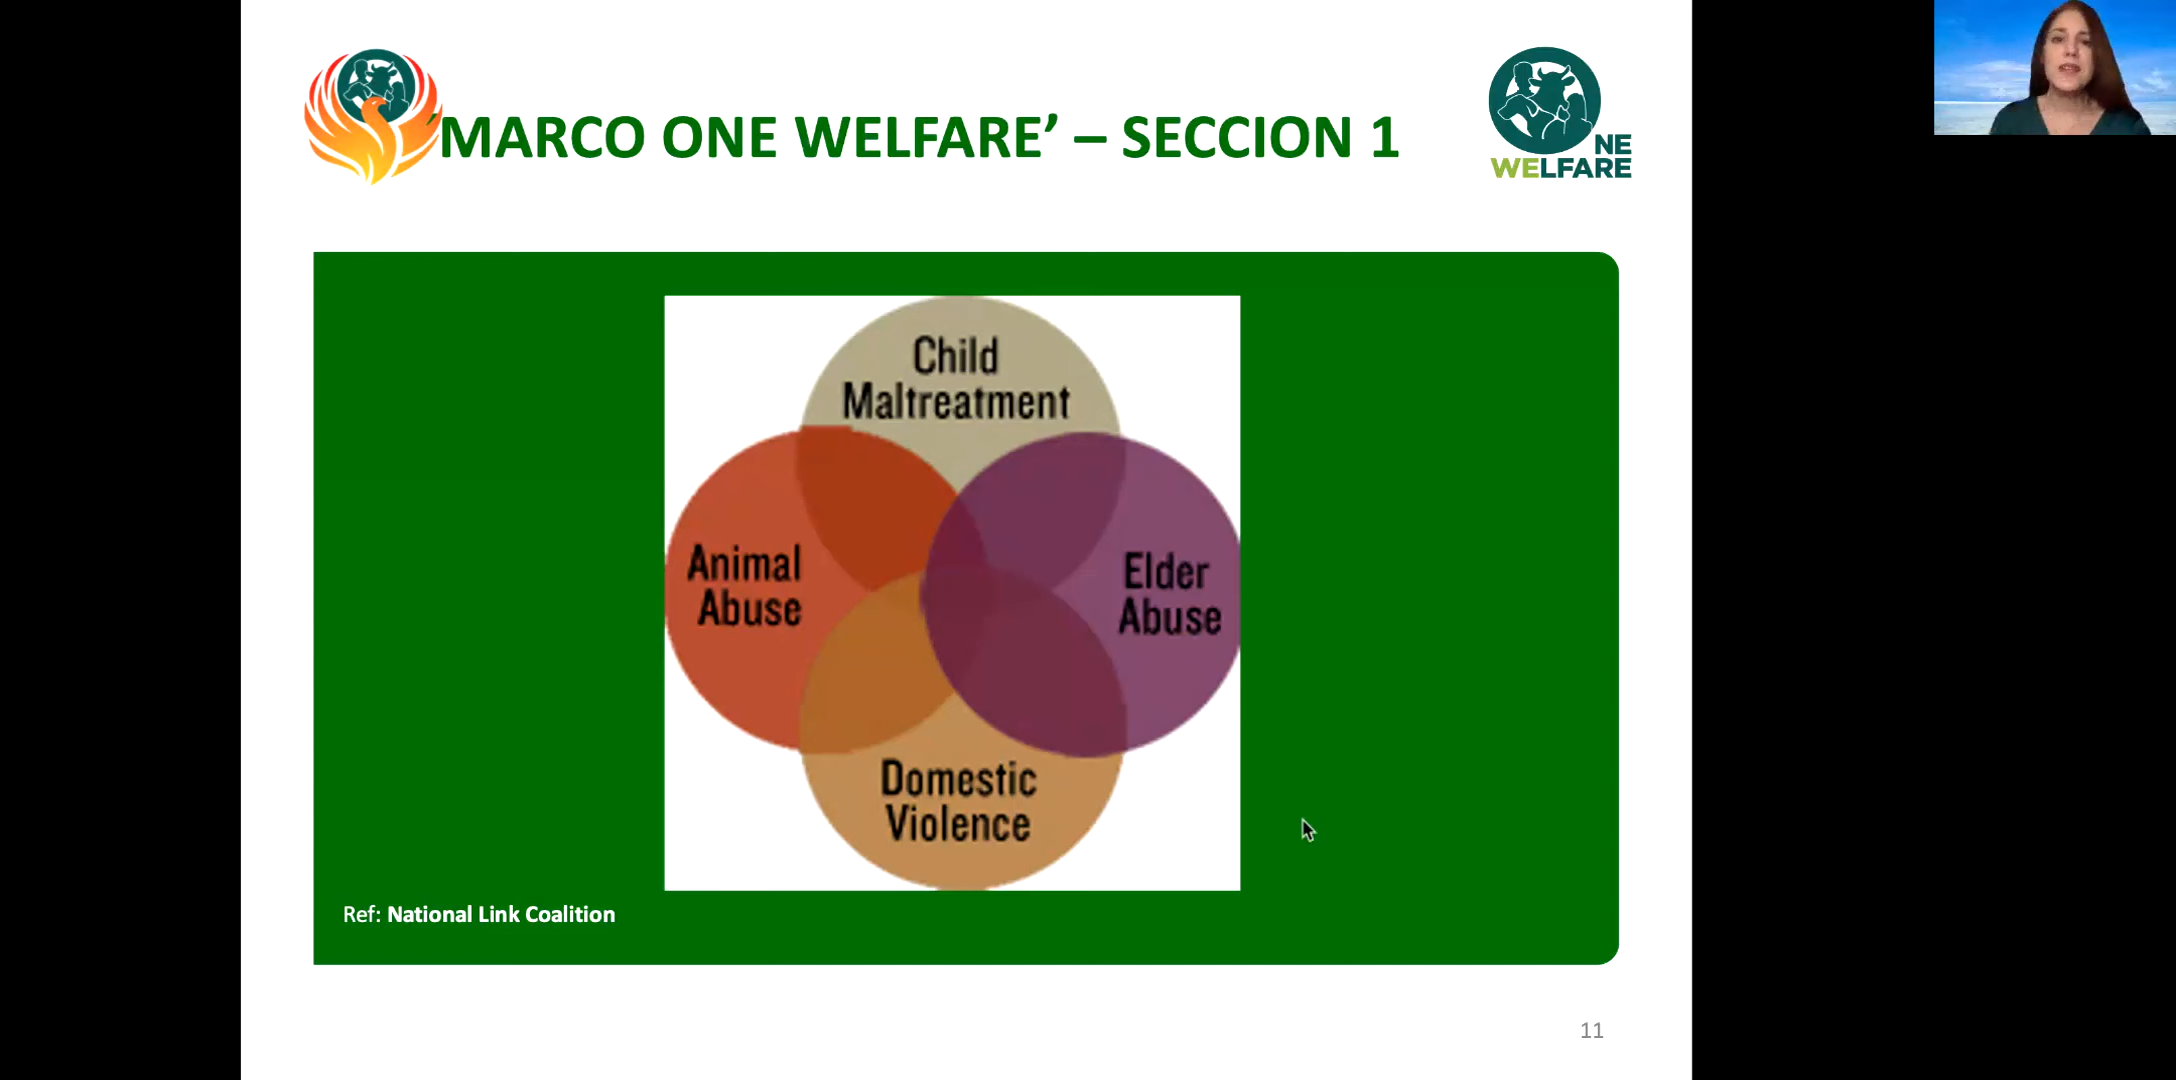 ‘MARCO ONE WELFARE’ – SECCION 1
NE
WELFARE
Child
Maltreatment
Animal
Abuse
Elder
Abuse
Domestic
Violence
Ref: National Link Coalition
11